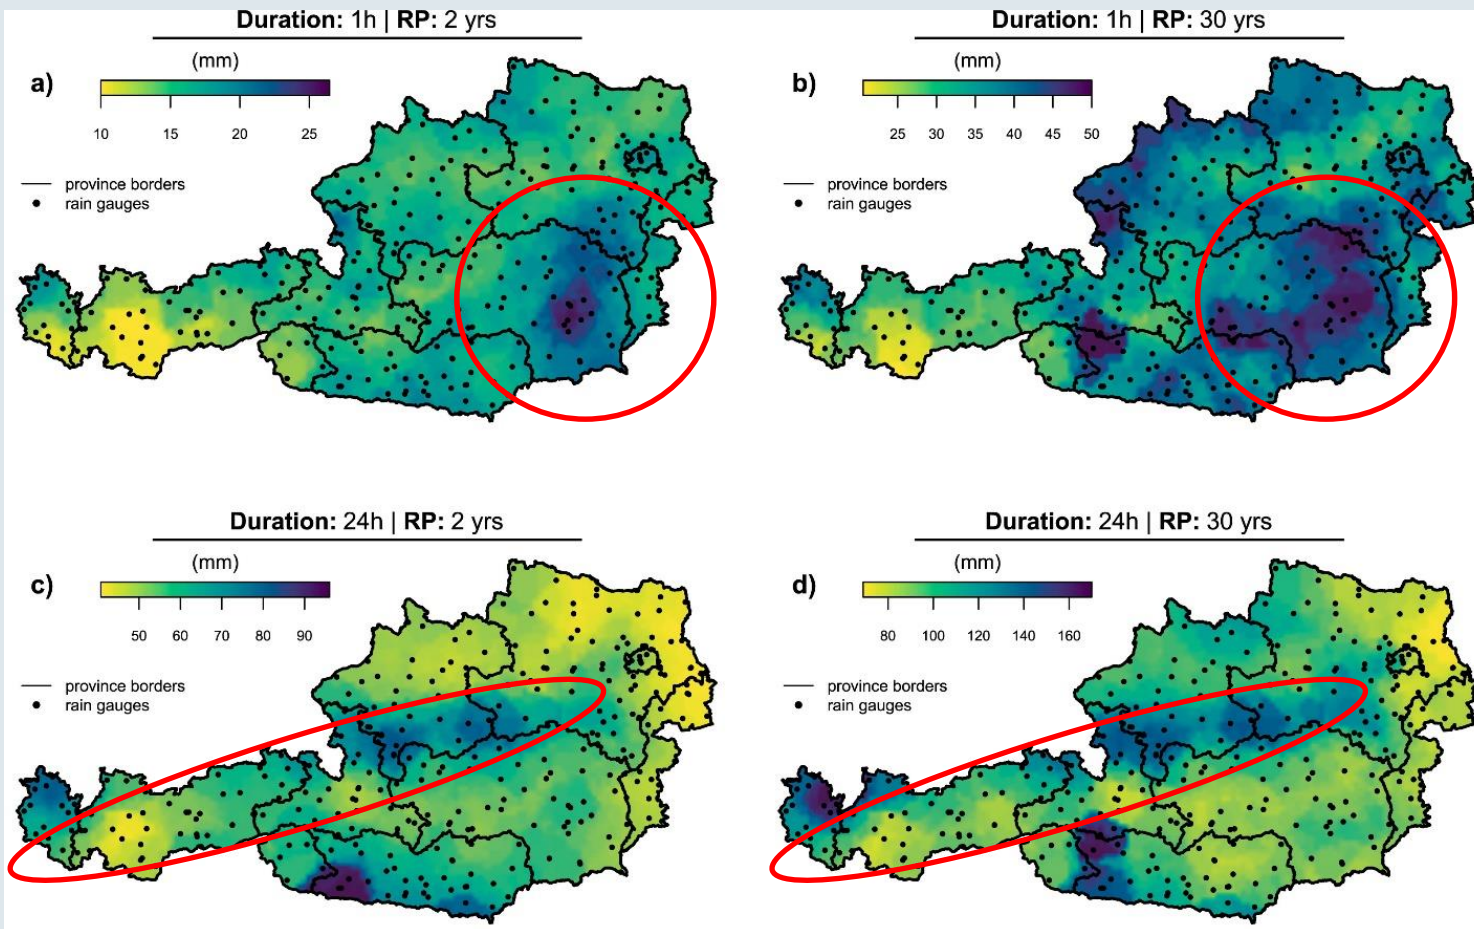 Duration: 1h | RP: 2 yrs
a)
(mm)
10 15 20 25
province borders
rain gauges
Duration: 1h | RP: 30 yrs
b)
(mm)
25 30 35 40 45 50
province borders
rain gauges
Duration: 24h | RP: 2 yrs
c)
(mm)
50 60 70 80 90
province borders
rain gauges
Duration: 24h | RP: 30 yrs
d)
(mm)
80 100 120 140 160
province borders
rain gauges